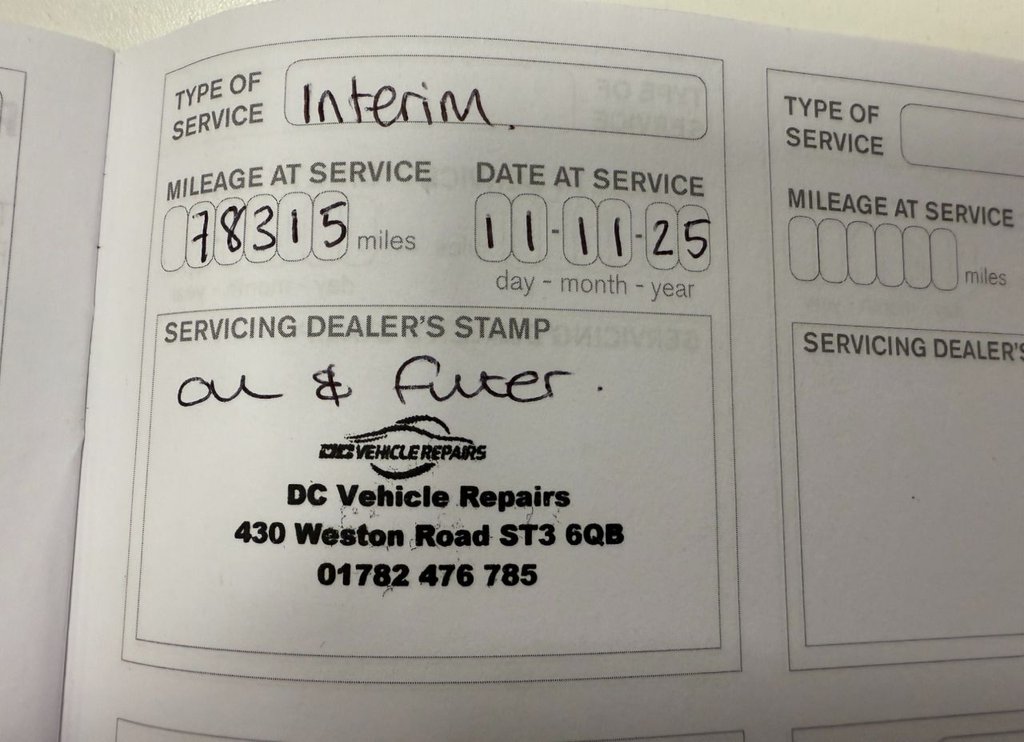 TYPE OF
SERVICE
Interim.
MILEAGE AT SERVICE
78315 miles
DATE AT SERVICE
11-11-25
day - month - year
SERVICING DEALER'S STAMP
oil & filter.
VEHICLE REPAIRS
DC Vehicle Repairs
430 Weston Road ST3 6QB
01782 476 785
TYPE OF
SERVICE
MILEAGE AT SERVICE
miles
SERVICING DEALER'S